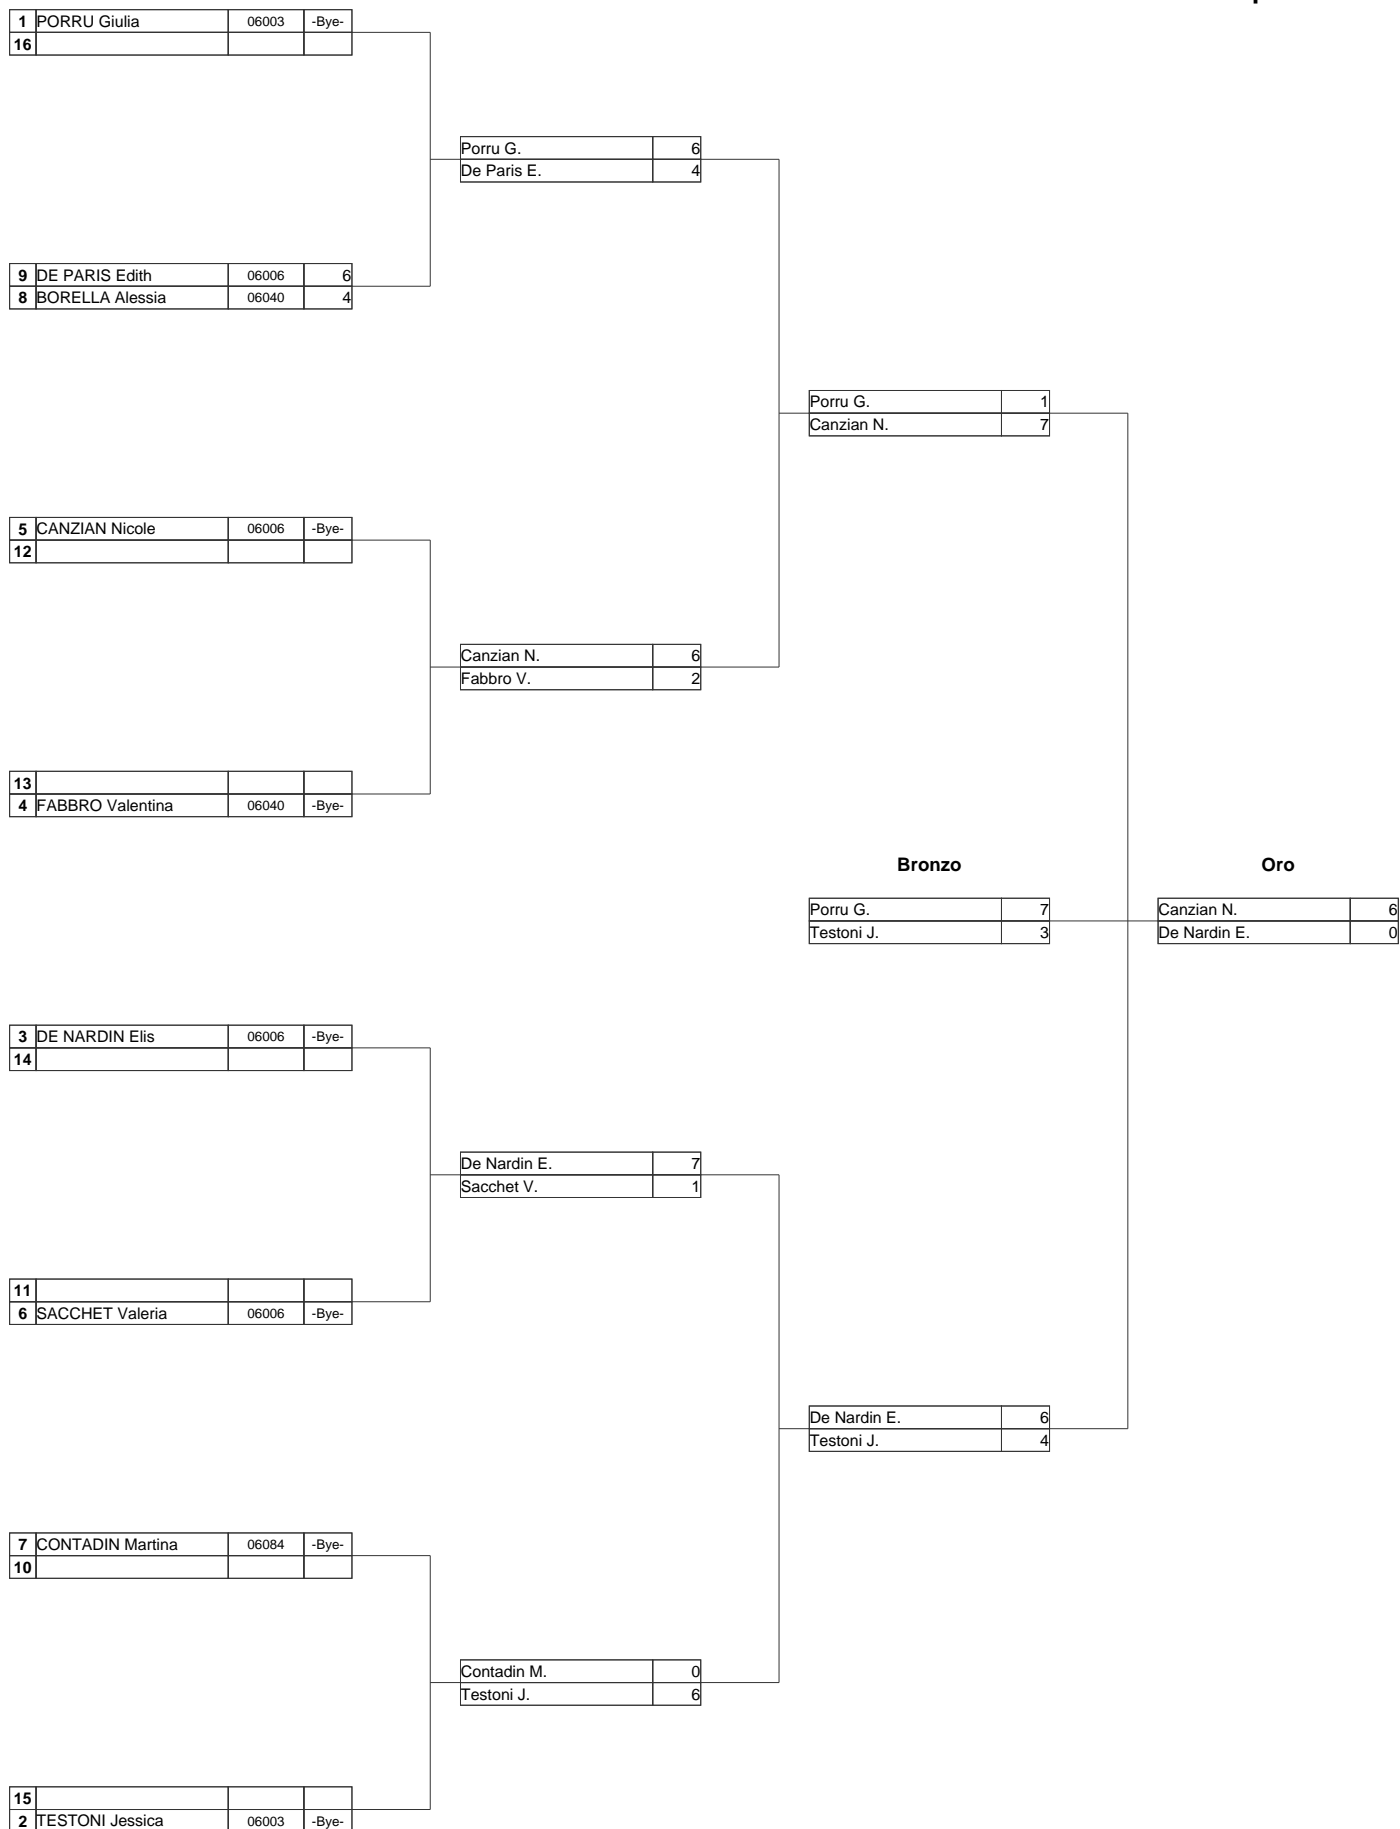 1 PORRU Giulia 06003 -Bye-
16
Porru G. 6
De Paris E. 4
9 DE PARIS Edith 06006 6
8 BORELLA Alessia 06040 4
Porru G. 1
Canzian N. 7
5 CANZIAN Nicole 06006 -Bye-
12
Canzian N. 6
Fabbro V. 2
13
4 FABBRO Valentina 06040 -Bye-
Bronzo Oro
Porru G. 7 Canzian N. 6
Testoni J. 3 De Nardin E. 0
3 DE NARDIN Elis 06006 -Bye-
14
De Nardin E. 7
Sacchet V. 1
11
6 SACCHET Valeria 06006 -Bye-
De Nardin E. 6
Testoni J. 4
7 CONTADIN Martina 06084 -Bye-
10
Contadin M. 0
Testoni J. 6
15
2 TESTONI Jessica 06003 -Bye-